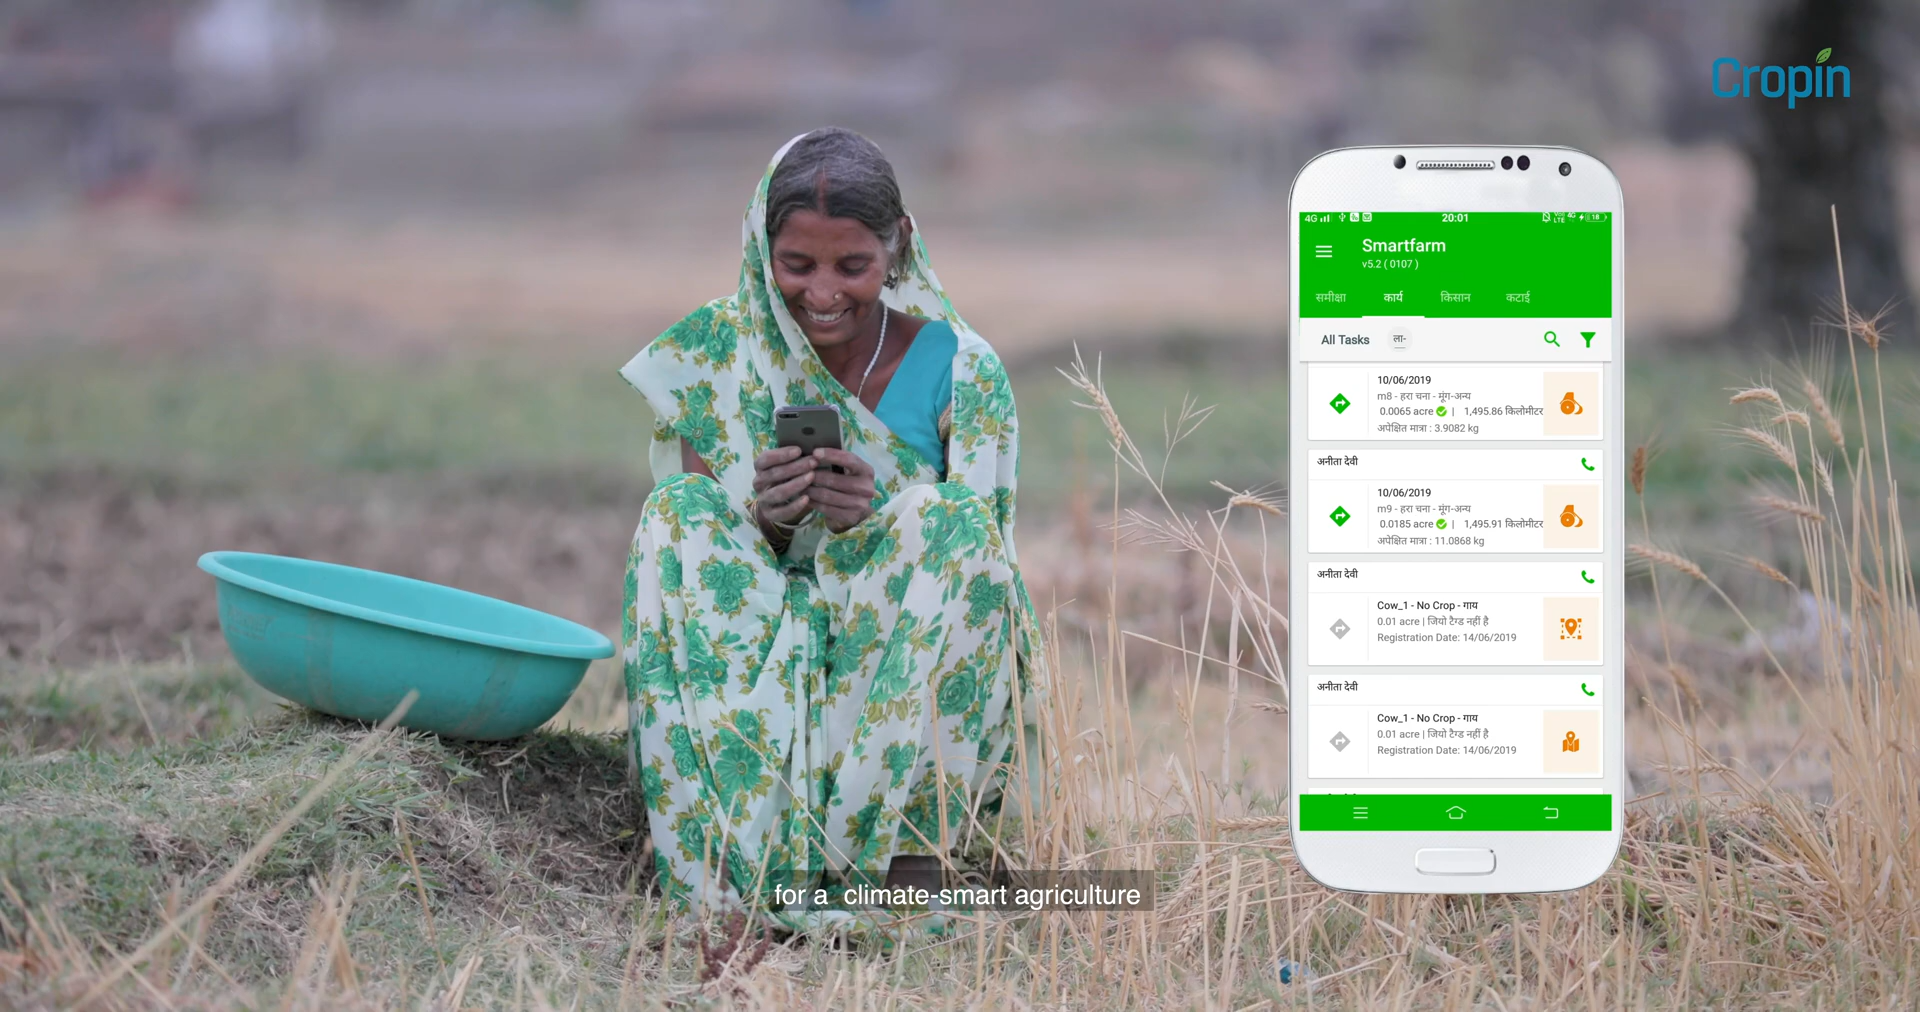 Cropin
4G 20:01 4G 18
Smartfarm
v5.2 ( 0107 )
समीक्षा कार्य किसान कटाई
All Tasks ला-
10/06/2019
m8 - हरा चना - मूंग-अन्य
0.0065 acre | 1,495.86 किलोमीटर
अपेक्षित मात्रा : 3.9082 kg
अनीता देवी
10/06/2019
m9 - हरा चना - मूंग-अन्य
0.0185 acre | 1,495.91 किलोमीटर
अपेक्षित मात्रा : 11.0868 kg
अनीता देवी
Cow_1 - No Crop - गाय
0.01 acre | जियो टैग्ड नहीं है
Registration Date: 14/06/2019
अनीता देवी
Cow_1 - No Crop - गाय
0.01 acre | जियो टैग्ड नहीं है
Registration Date: 14/06/2019
for a climate-smart agriculture